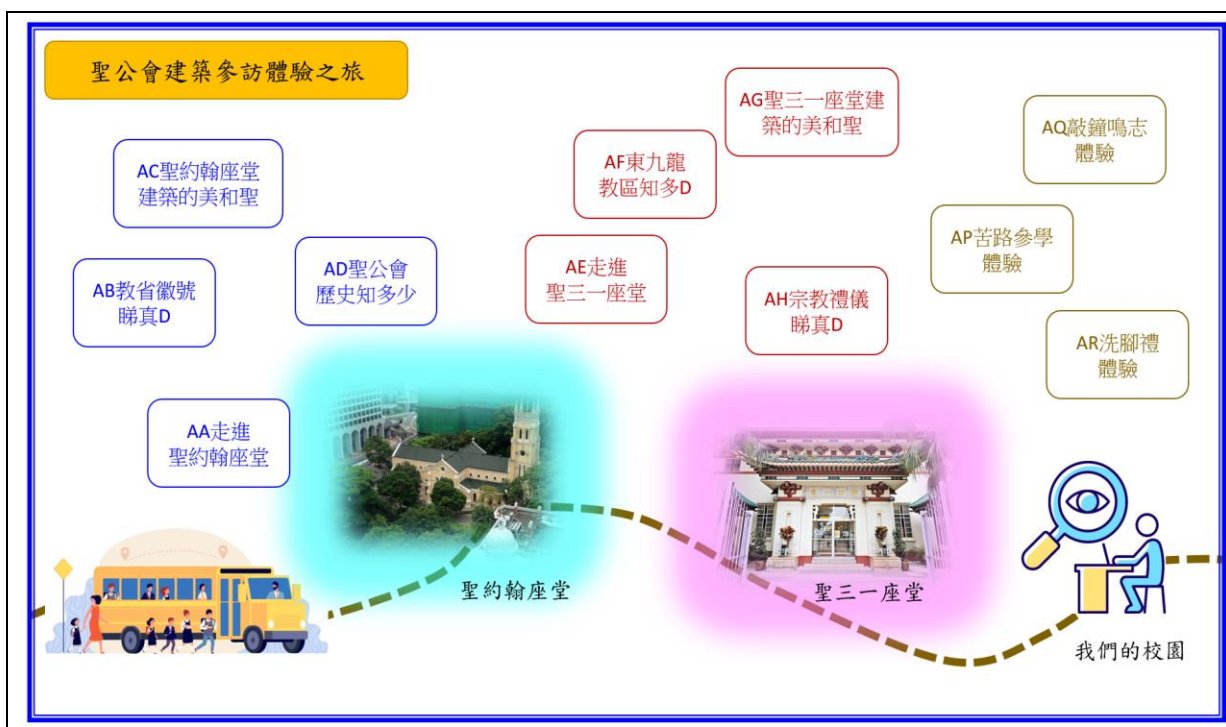 聖公會建築參訪體驗之旅
AG聖三一座堂建
築的美和聖
AQ敲鐘鳴志
體驗
AC聖約翰座堂
建築的美和聖
AF東九龍
教區知多D
AP苦路參學
體驗
AB教省徽號
睇真D
AD聖公會
歷史知多少
AE走進
聖三一座堂
AH宗教禮儀
睇真D
AR洗腳禮
體驗
AA走進
聖約翰座堂
聖約翰座堂
聖三一座堂
我們的校園